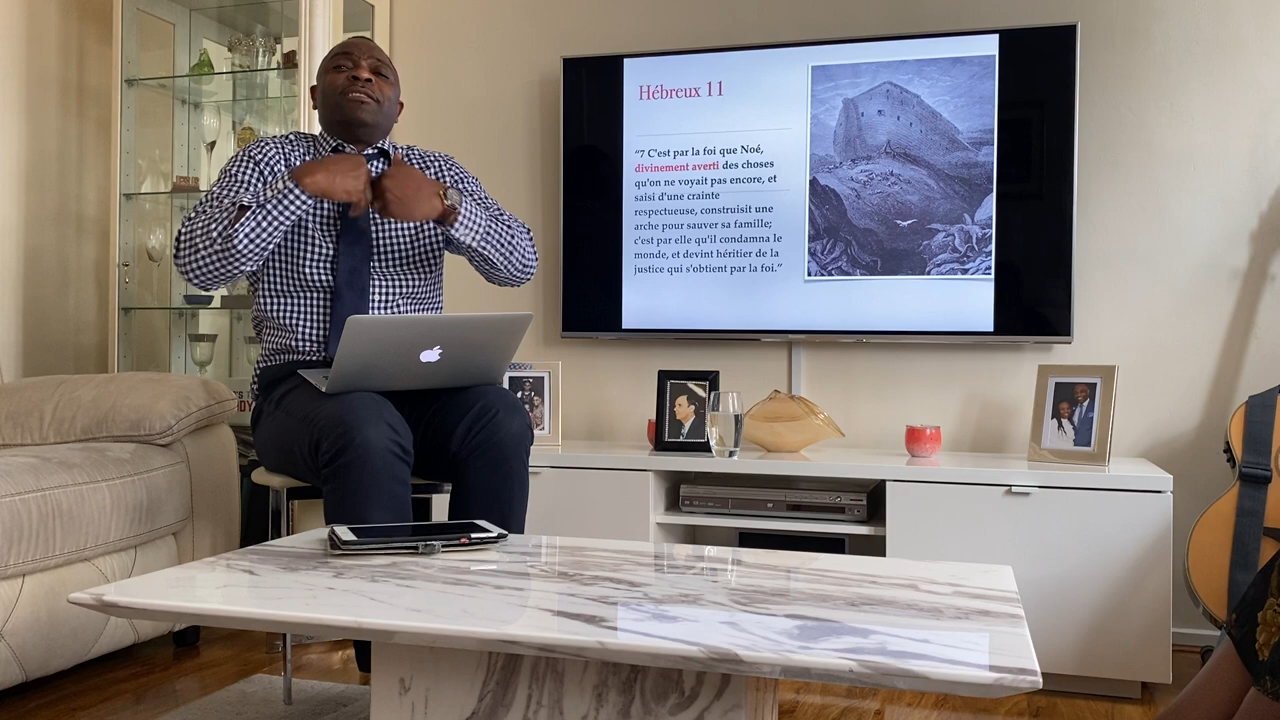 Hébreux 11
“7 C'est par la foi que Noé,
divinement averti des choses
qu'on ne voyait pas encore, et
saisi d'une crainte
respectueuse, construisit une
arche pour sauver sa famille;
c'est par elle qu'il condamna le
monde, et devint héritier de la
justice qui s'obtient par la foi.”